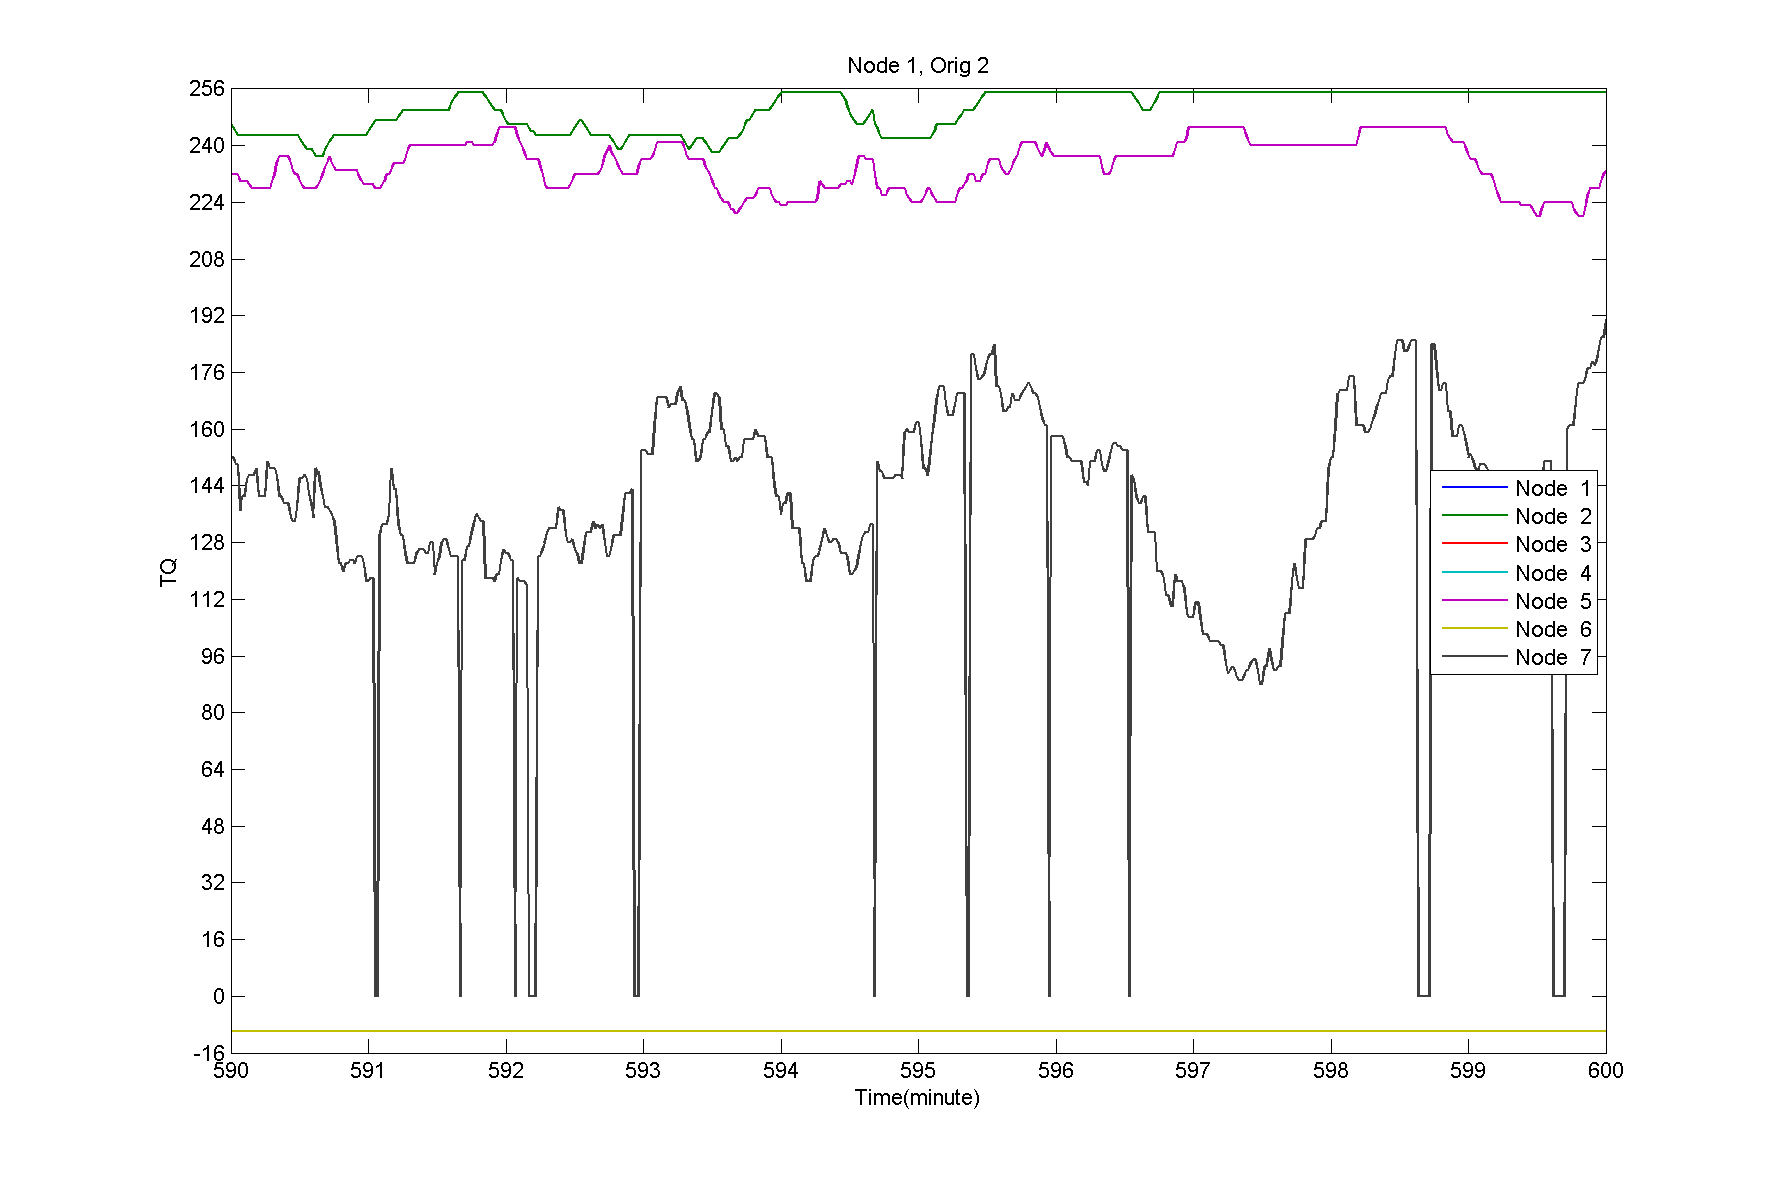 Node 1, Orig 2
256
240
224
208
192
176
160
144
128
112
96
80
64
48
32
16
0
-16
TQ
Node 1
Node 2
Node 3
Node 4
Node 5
Node 6
Node 7
590 591 592 593 594 595 596 597 598 599 600
Time(minute)